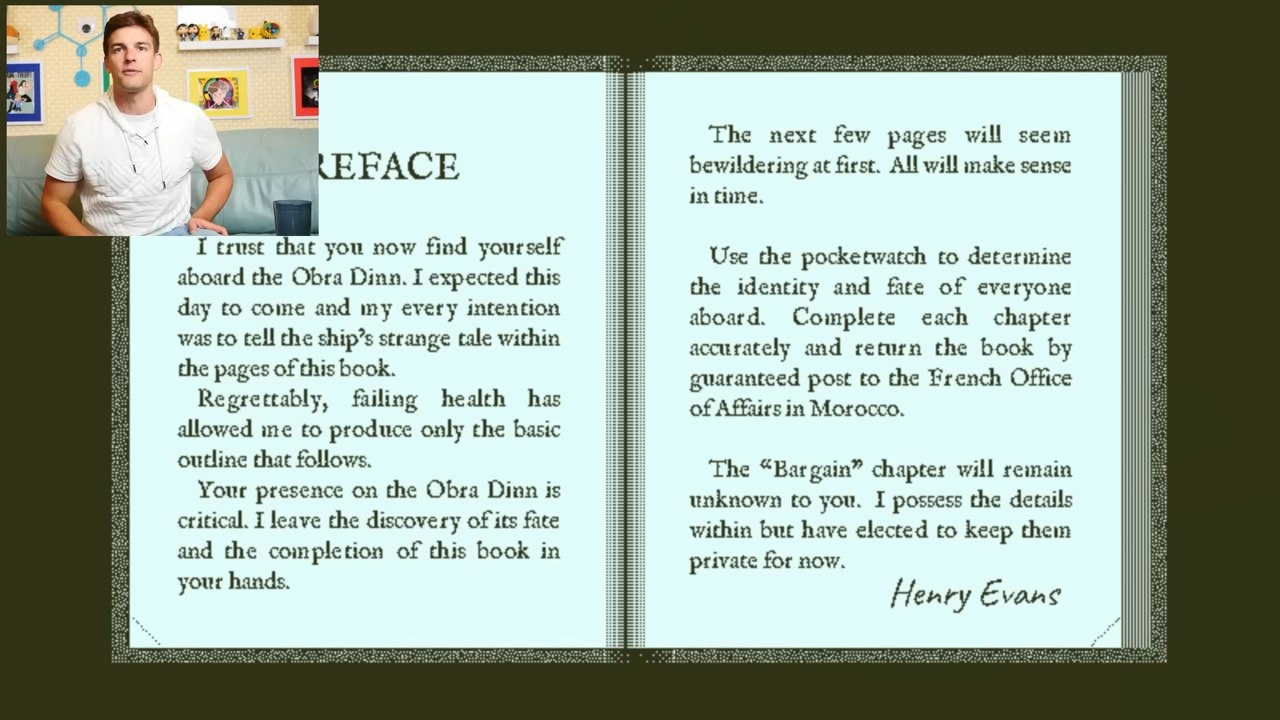 REFACE
I trust that you now find yourself
aboard the Obra Dinn. I expected this
day to come and my every intention
was to tell the ship's strange tale within
the pages of this book.
Regrettably, failing health has
allowed me to produce only the basic
outline that follows.
Your presence on the Obra Dinn is
critical. I leave the discovery of its fate
and the completion of this book in
your hands.
The next few pages will seem
bewildering at first. All will make sense
in time.
Use the pocketwatch to determine
the identity and fate of everyone
aboard. Complete each chapter
accurately and return the book by
guaranteed post to the French Office
of Affairs in Morocco.
The “Bargain” chapter will remain
unknown to you. I possess the details
within but have elected to keep them
private for now.
Henry Evans